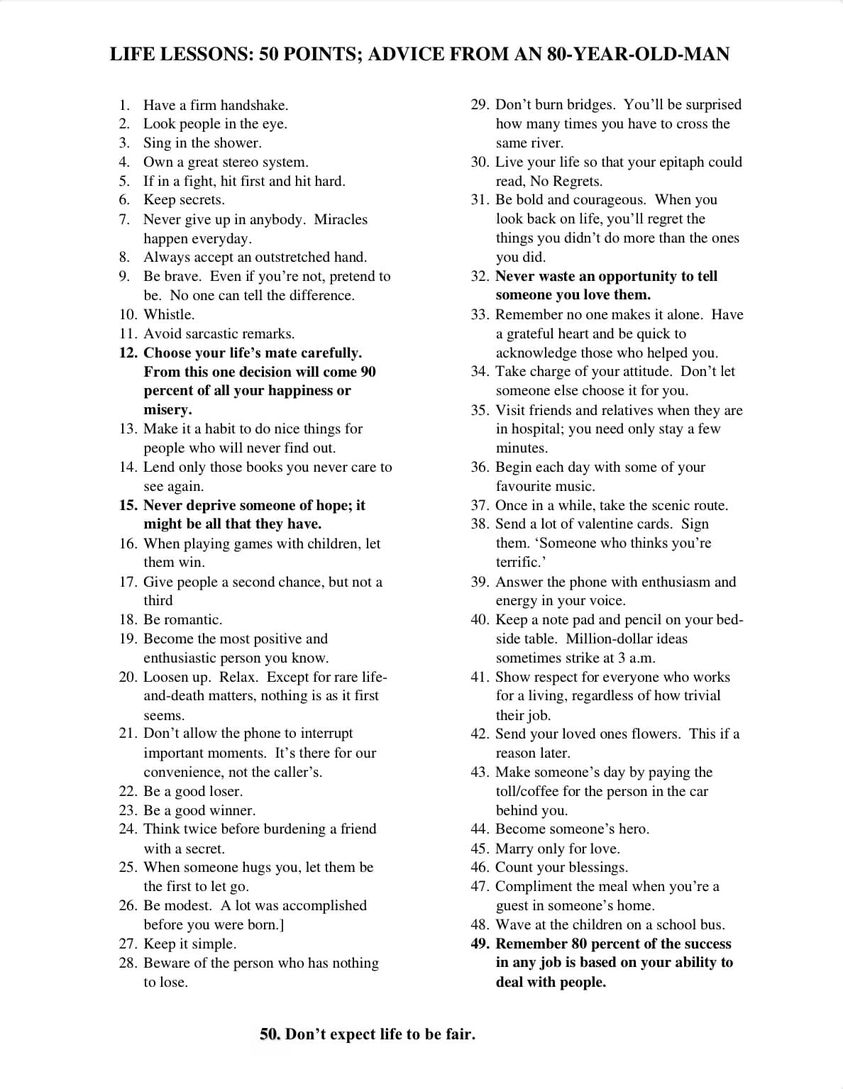 LIFE LESSONS: 50 POINTS; ADVICE FROM AN 80-YEAR-OLD-MAN
1. Have a firm handshake.
2. Look people in the eye.
3. Sing in the shower.
4. Own a great stereo system.
5. If in a fight, hit first and hit hard.
6. Keep secrets.
7. Never give up in anybody. Miracles
happen everyday.
8. Always accept an outstretched hand.
9. Be brave. Even if you're not, pretend to
be. No one can tell the difference.
10. Whistle.
11. Avoid sarcastic remarks.
12. Choose your life's mate carefully.
From this one decision will come 90
percent of all your happiness or
misery.
13. Make it a habit to do nice things for
people who will never find out.
14. Lend only those books you never care to
see again.
15. Never deprive someone of hope; it
might be all that they have.
16. When playing games with children, let
them win.
17. Give people a second chance, but not a
third
18. Be romantic.
19. Become the most positive and
enthusiastic person you know.
20. Loosen up. Relax. Except for rare life-
and-death matters, nothing is as it first
seems.
21. Don't allow the phone to interrupt
important moments. It's there for our
convenience, not the caller's.
22. Be a good loser.
23. Be a good winner.
24. Think twice before burdening a friend
with a secret.
25. When someone hugs you, let them be
the first to let go.
26. Be modest. A lot was accomplished
before you were born.]
27. Keep it simple.
28. Beware of the person who has nothing
to lose.
29. Don't burn bridges. You'll be surprised
how many times you have to cross the
same river.
30. Live your life so that your epitaph could
read, No Regrets.
31. Be bold and courageous. When you
look back on life, you'll regret the
things you didn't do more than the ones
you did.
32. Never waste an opportunity to tell
someone you love them.
33. Remember no one makes it alone. Have
a grateful heart and be quick to
acknowledge those who helped you.
34. Take charge of your attitude. Don't let
someone else choose it for you.
35. Visit friends and relatives when they are
in hospital; you need only stay a few
minutes.
36. Begin each day with some of your
favourite music.
37. Once in a while, take the scenic route.
38. Send a lot of valentine cards. Sign
them. 'Someone who thinks you're
terrific.'
39. Answer the phone with enthusiasm and
energy in your voice.
40. Keep a note pad and pencil on your bed-
side table. Million-dollar ideas
sometimes strike at 3 a.m.
41. Show respect for everyone who works
for a living, regardless of how trivial
their job.
42. Send your loved ones flowers. This if a
reason later.
43. Make someone's day by paying the
toll/coffee for the person in the car
behind you.
44. Become someone's hero.
45. Marry only for love.
46. Count your blessings.
47. Compliment the meal when you're a
guest in someone's home.
48. Wave at the children on a school bus.
49. Remember 80 percent of the success
in any job is based on your ability to
deal with people.
50. Don't expect life to be fair.